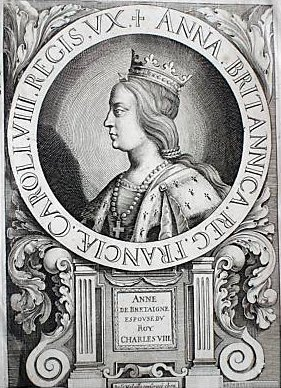 ✝ ANNA. BRITANNICA. REG. FRANCIÆ. CAROLI. VIII. REGIS. VX.
ANNE
DE BRETAIGNE
ESPOVSE DV
ROY
CHARLES VIII.